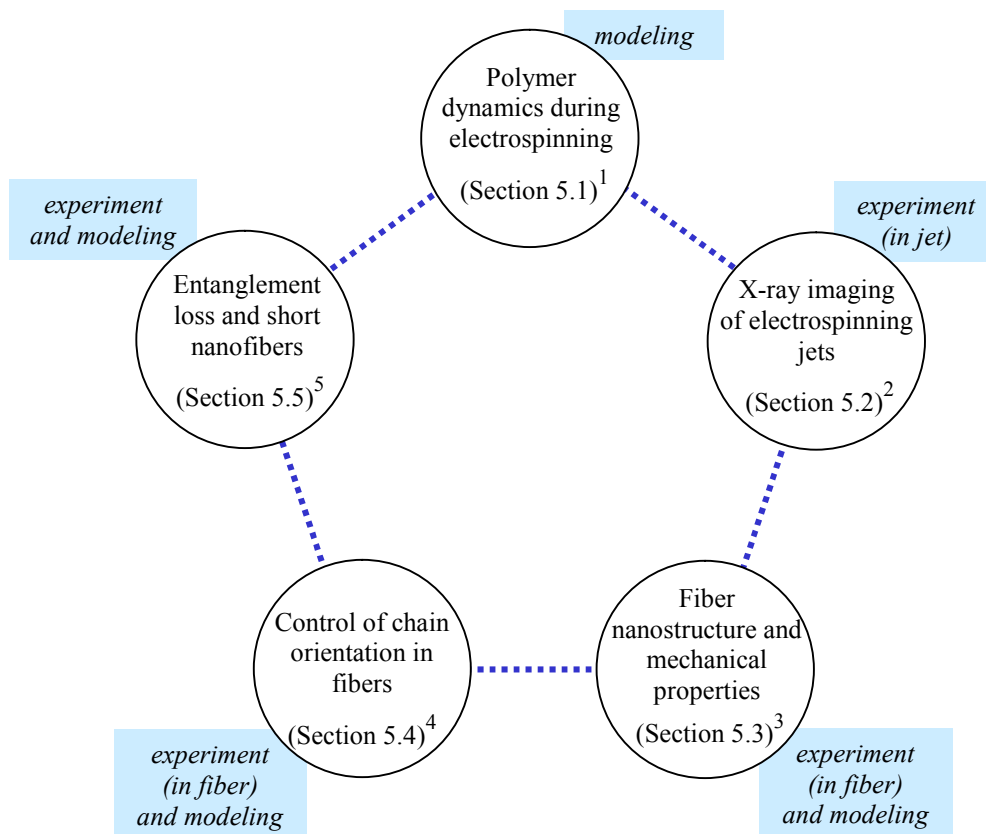 modeling
Polymer
dynamics during
electrospinning
(Section 5.1)1
experiment
(in jet)
X-ray imaging
of electrospinning
jets
(Section 5.2)2
Fiber
nanostructure and
mechanical
properties
(Section 5.3)3
experiment
(in fiber)
and modeling
Control of chain
orientation in
fibers
(Section 5.4)4
experiment
(in fiber)
and modeling
experiment
and modeling
Entanglement
loss and short
nanofibers
(Section 5.5)5